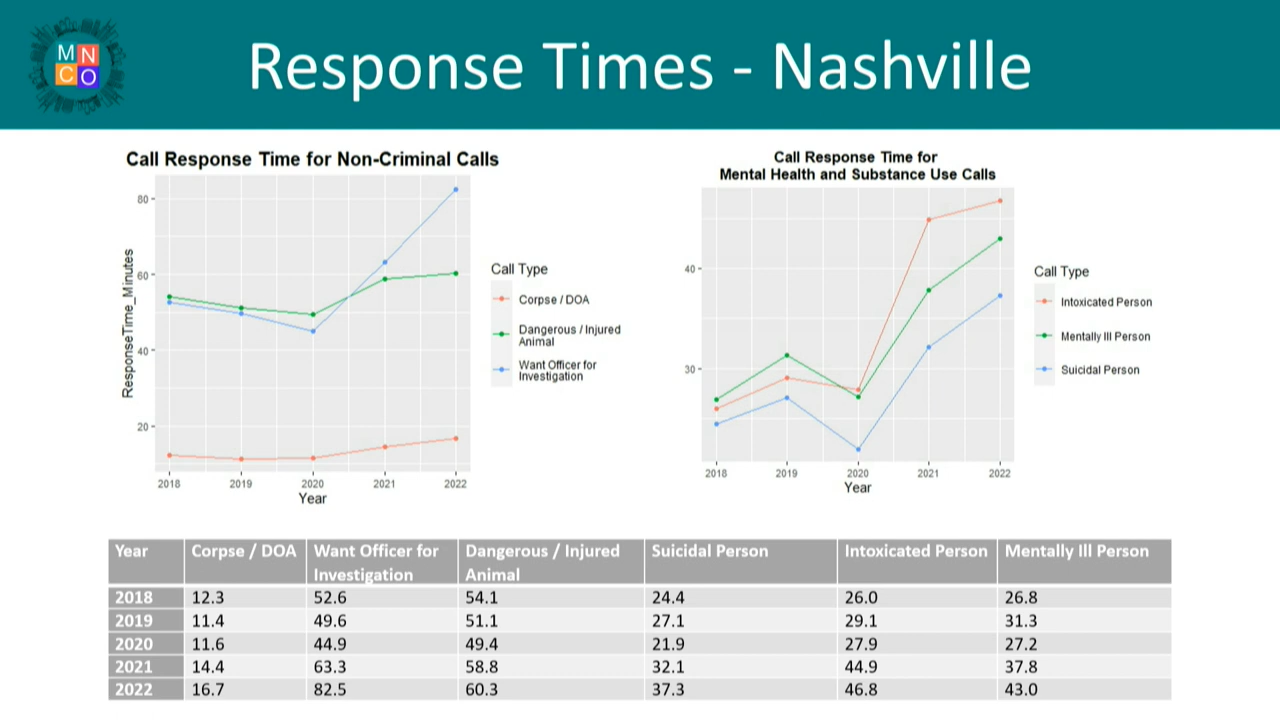 MN
CO
Response Times - Nashville
Call Response Time for Non-Criminal Calls
80
60
40
20
ResponseTime_Minutes
2018 2019 2020 2021 2022
Year
Call Type
Corpse / DOA
Dangerous / Injured
Animal
Want Officer for
Investigation
Call Response Time for
Mental Health and Substance Use Calls
40
30
2018 2019 2020 2021 2022
Year
Call Type
Intoxicated Person
Mentally Ill Person
Suicidal Person
Year Corpse / DOA Want Officer for Investigation Dangerous / Injured Animal Suicidal Person Intoxicated Person Mentally Ill Person
2018 12.3 52.6 54.1 24.4 26.0 26.8
2019 11.4 49.6 51.1 27.1 29.1 31.3
2020 11.6 44.9 49.4 21.9 27.9 27.2
2021 14.4 63.3 58.8 32.1 44.9 37.8
2022 16.7 82.5 60.3 37.3 46.8 43.0